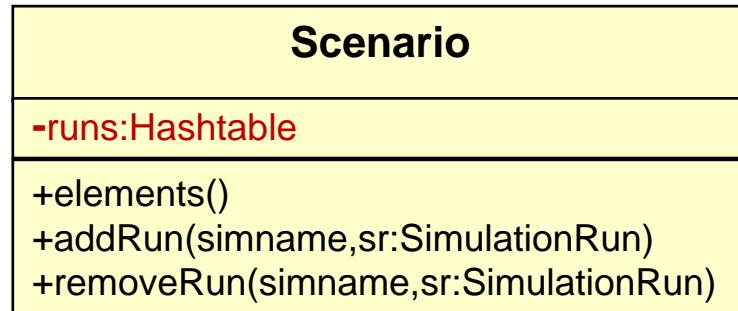 Scenario
-runs:Hashtable
+elements()
+addRun(simname,sr:SimulationRun)
+removeRun(simname,sr:SimulationRun)